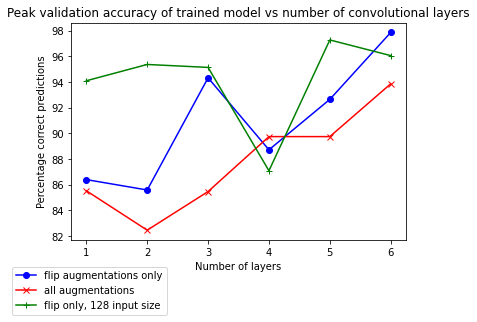 Peak validation accuracy of trained model vs number of convolutional layers
Percentage correct predictions
98
96
94
92
90
88
86
84
82
1 2 3 4 5 6
Number of layers
flip augmentations only
all augmentations
flip only, 128 input size